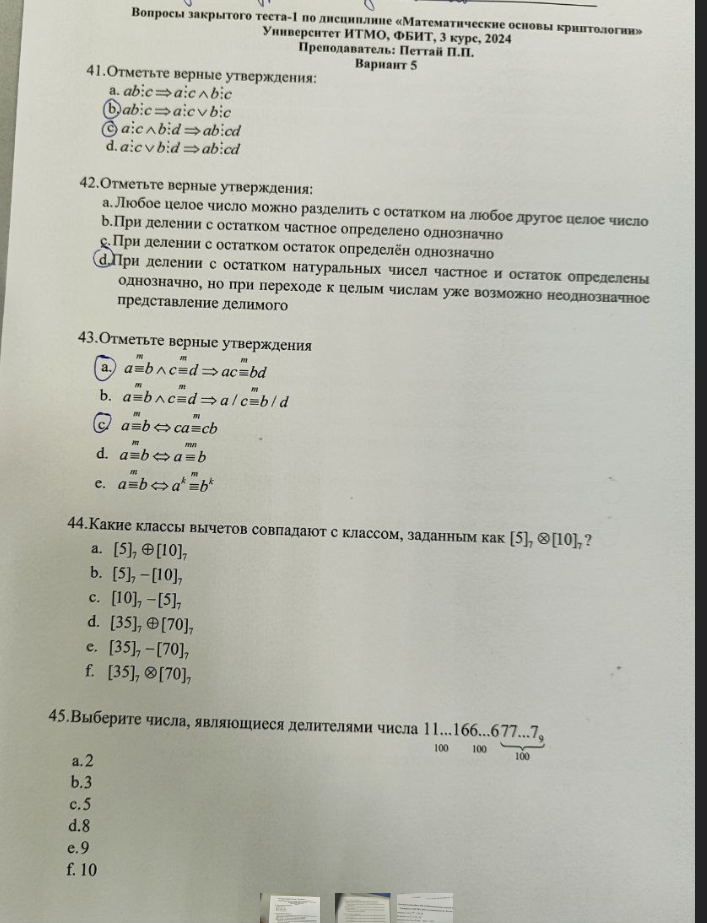 Вопросы закрытого теста-1 по дисциплине «Математические основы криптологии»
Университет ИТМО, ФБИТ, 3 курс, 2024
Преподаватель: Петтай П.П.
Вариант 5
41.Отметьте верные утверждения:
a. ab⋮c⇒a⋮c∧b⋮c
b. ab⋮c⇒a⋮c∨b⋮c
c. a⋮c∧b⋮d⇒ab⋮cd
d. a⋮c∨b⋮d⇒ab⋮cd
42.Отметьте верные утверждения:
a.Любое целое число можно разделить с остатком на любое другое целое число
b.При делении с остатком частное определено однозначно
c.При делении с остатком остаток определён однозначно
d.При делении с остатком натуральных чисел частное и остаток определены
однозначно, но при переходе к целым числам уже возможно неоднозначное
представление делимого
43.Отметьте верные утверждения
m m m
a. a≡b∧c≡d⇒ac≡bd
m m m
b. a≡b∧c≡d⇒a/c≡b/d
m m
c. a≡b⇔ca≡cb
m mn
d. a≡b⇔a≡b
m m
e. a≡b⇔aᵏ≡bᵏ
44.Какие классы вычетов совпадают с классом, заданным как [5]₇⊗[10]₇?
a. [5]₇⊕[10]₇
b. [5]₇−[10]₇
c. [10]₇−[5]₇
d. [35]₇⊕[70]₇
e. [35]₇−[70]₇
f. [35]₇⊗[70]₇
45.Выберите числа, являющиеся делителями числа 11...166...677...7₉
100 100 100
a.2
b.3
c.5
d.8
e.9
f. 10